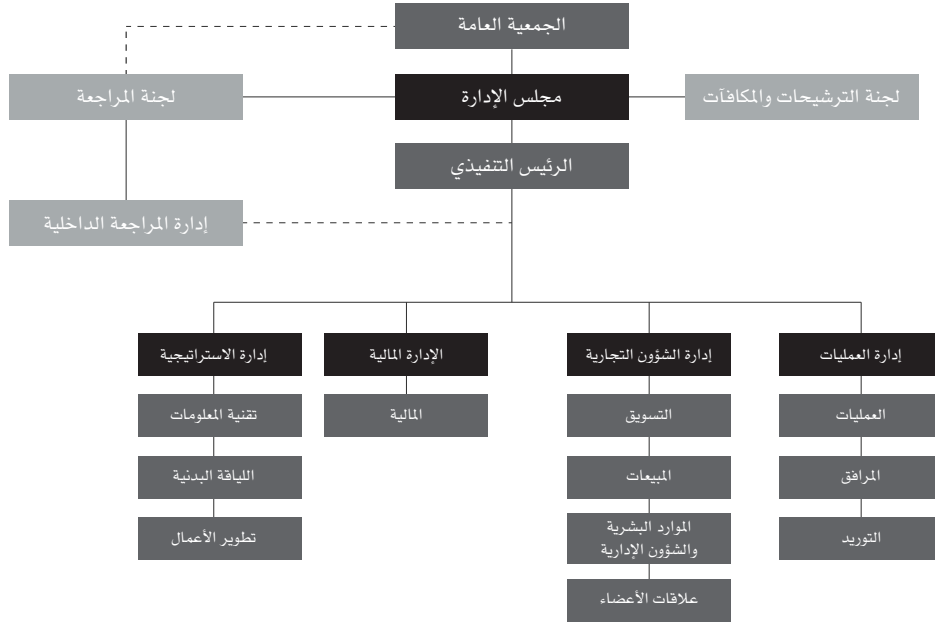 الجمعية العامة
لجنة الترشيحات والمكافآت
مجلس الإدارة
لجنة المراجعة
الرئيس التنفيذي
إدارة المراجعة الداخلية
إدارة العمليات
العمليات
المرافق
التوريد
إدارة الشؤون التجارية
التسويق
المبيعات
الموارد البشرية
والشؤون الإدارية
علاقات الأعضاء
الإدارة المالية
المالية
إدارة الاستراتيجية
تقنية المعلومات
اللياقة البدنية
تطوير الأعمال